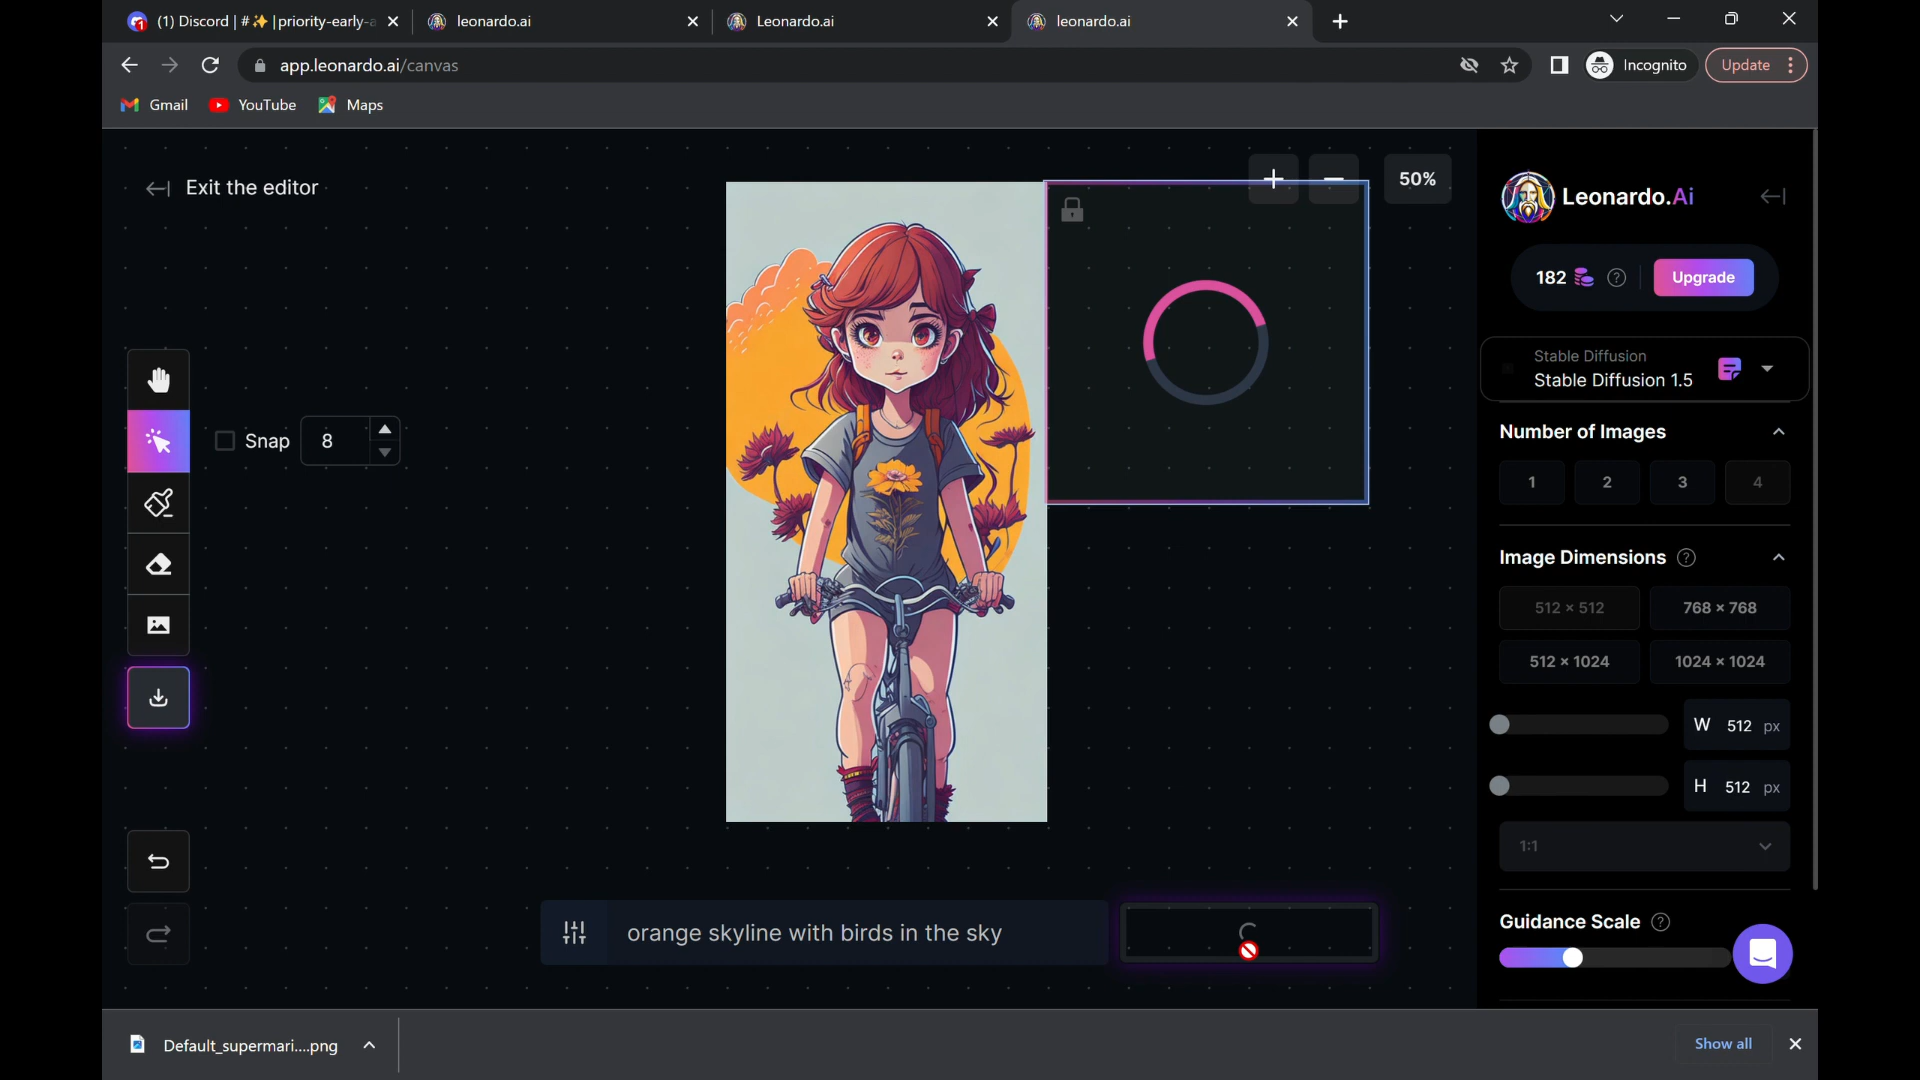 (1) Discord | #✨ | priority-early-a
leonardo.ai
Leonardo.ai
leonardo.ai
app.leonardo.ai/canvas
Incognito
Update
Gmail
YouTube
Maps
Exit the editor
50%
Leonardo.Ai
182
Upgrade
Stable Diffusion
Stable Diffusion 1.5
Snap
8
Number of Images
1
2
3
4
Image Dimensions
512 × 512
768 × 768
512 × 1024
1024 × 1024
W 512 px
H 512 px
1:1
orange skyline with birds in the sky
Guidance Scale
Default_supermari....png
Show all